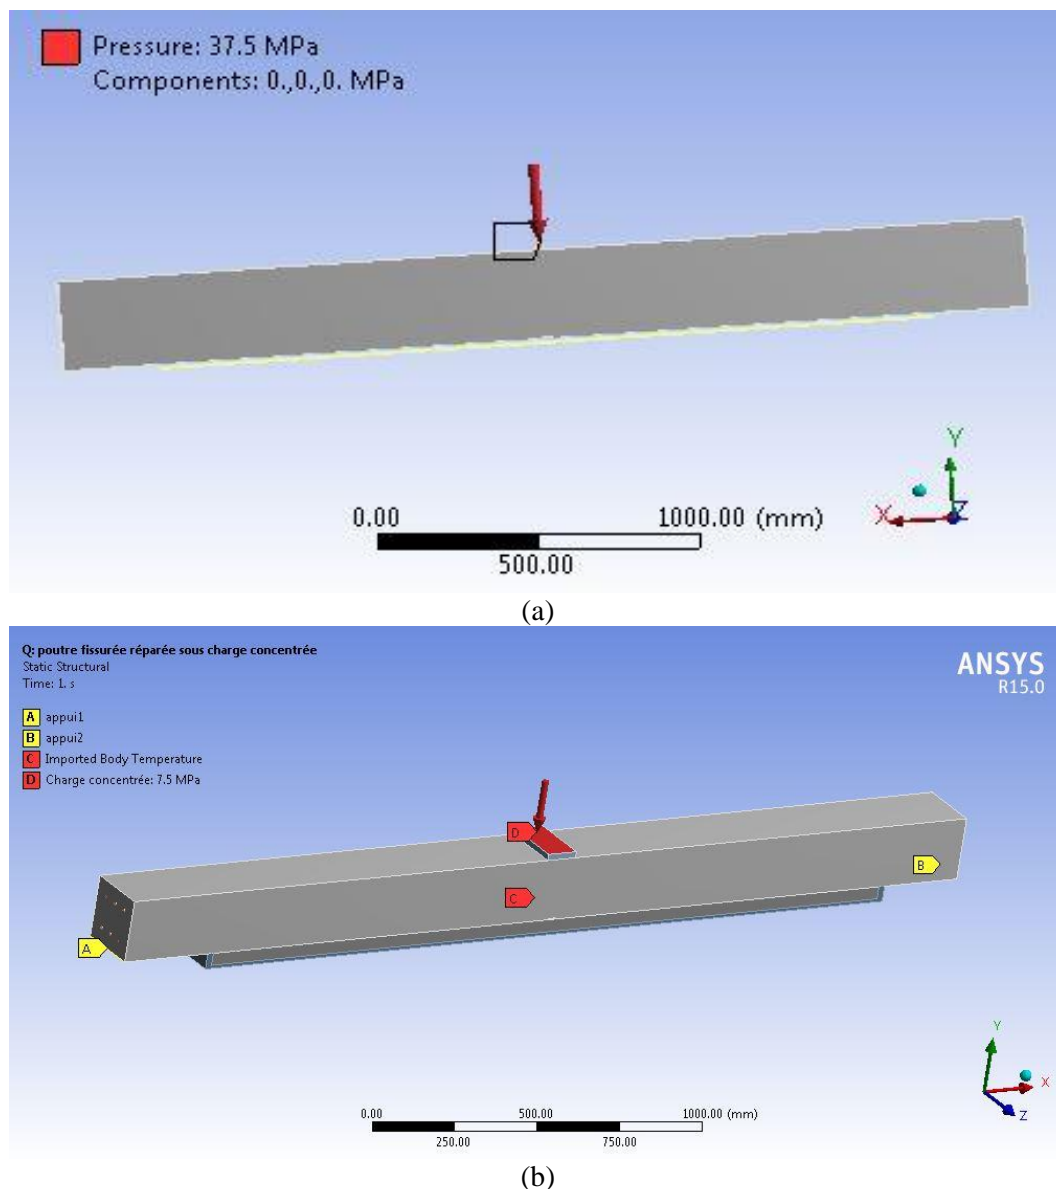 Pressure: 37.5 MPa
Components: 0.,0.,0. MPa
Y
X
Z
0.00
1000.00 (mm)
500.00
(a)
Q: poutre fissurée réparée sous charge concentrée
Static Structural
Time: 1. s
ANSYS
R15.0
A appui1
B appui2
C Imported Body Temperature
D Charge concentrée: 7.5 MPa
D
B
C
A
Y
X
Z
0.00 500.00 1000.00 (mm)
250.00 750.00
(b)